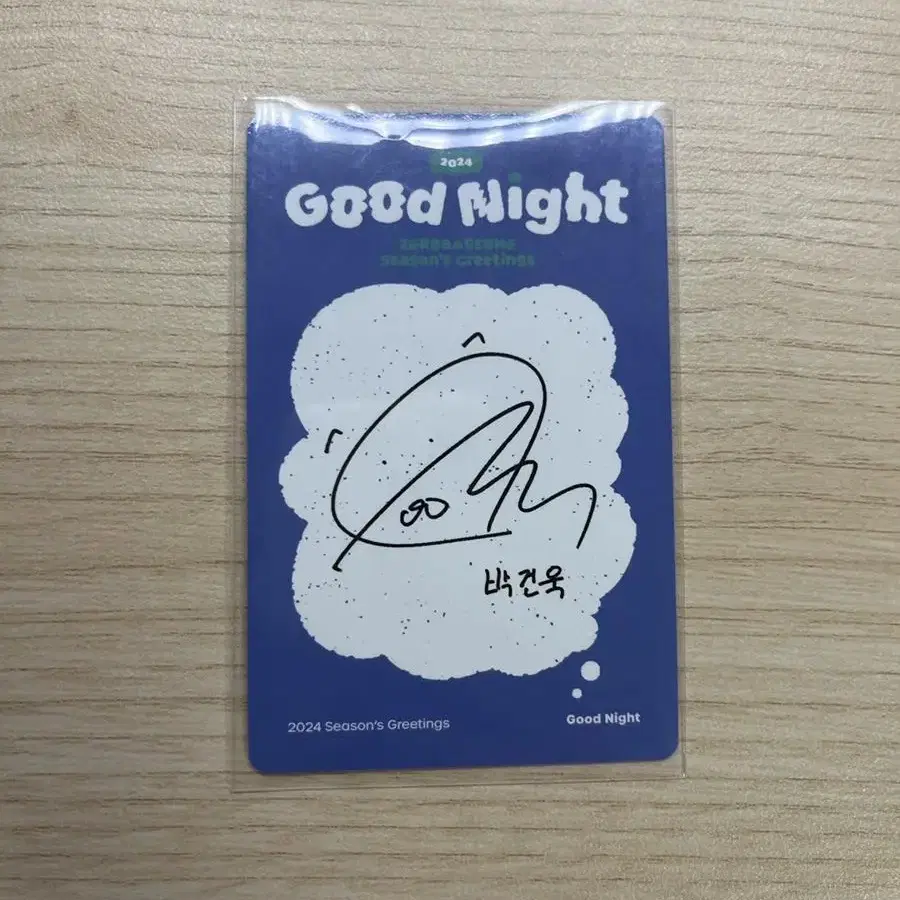 2024
Good Night
ZEROBASEONE
Season's Greetings
박건욱
2024 Season's Greetings
Good Night